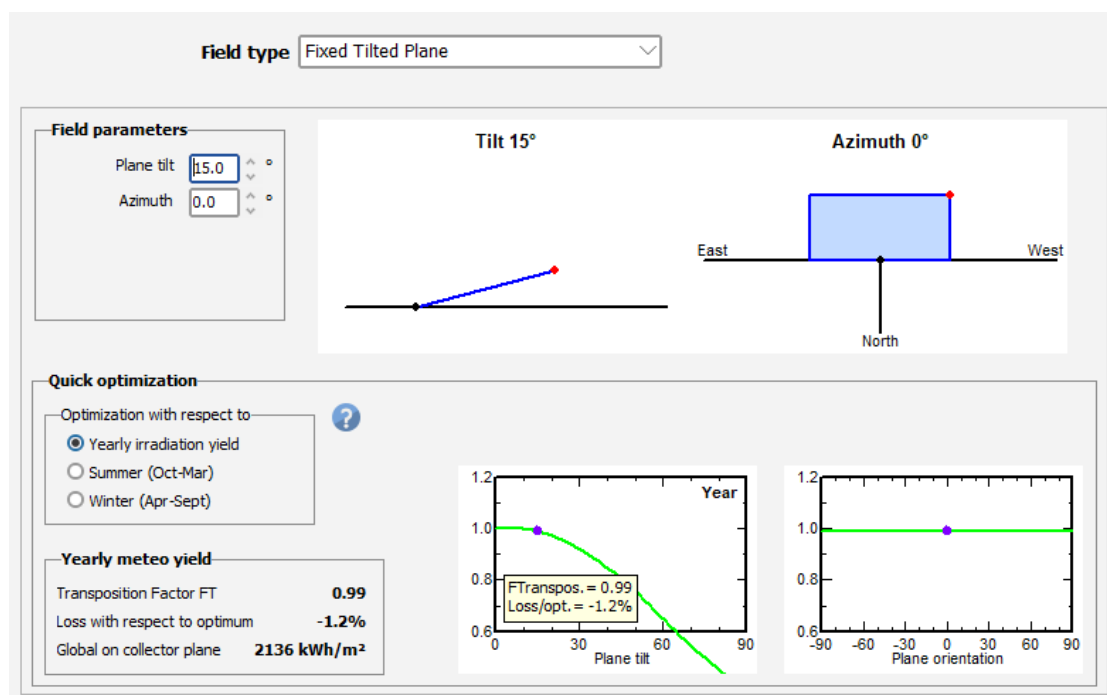 Field type Fixed Tilted Plane
Field parameters
Plane tilt 15.0 °
Azimuth 0.0 °
Tilt 15°
Azimuth 0°
East
West
North
Quick optimization
Optimization with respect to
Yearly irradiation yield
Summer (Oct-Mar)
Winter (Apr-Sept)
?
Yearly meteo yield
Transposition Factor FT 0.99
Loss with respect to optimum -1.2%
Global on collector plane 2136 kWh/m²
1.2
1.0
0.8
0.6
Year
FTranspos.= 0.99
Loss/opt.= -1.2%
0 30 60 90
Plane tilt
1.2
1.0
0.8
0.6
-90 -60 -30 0 30 60 90
Plane orientation